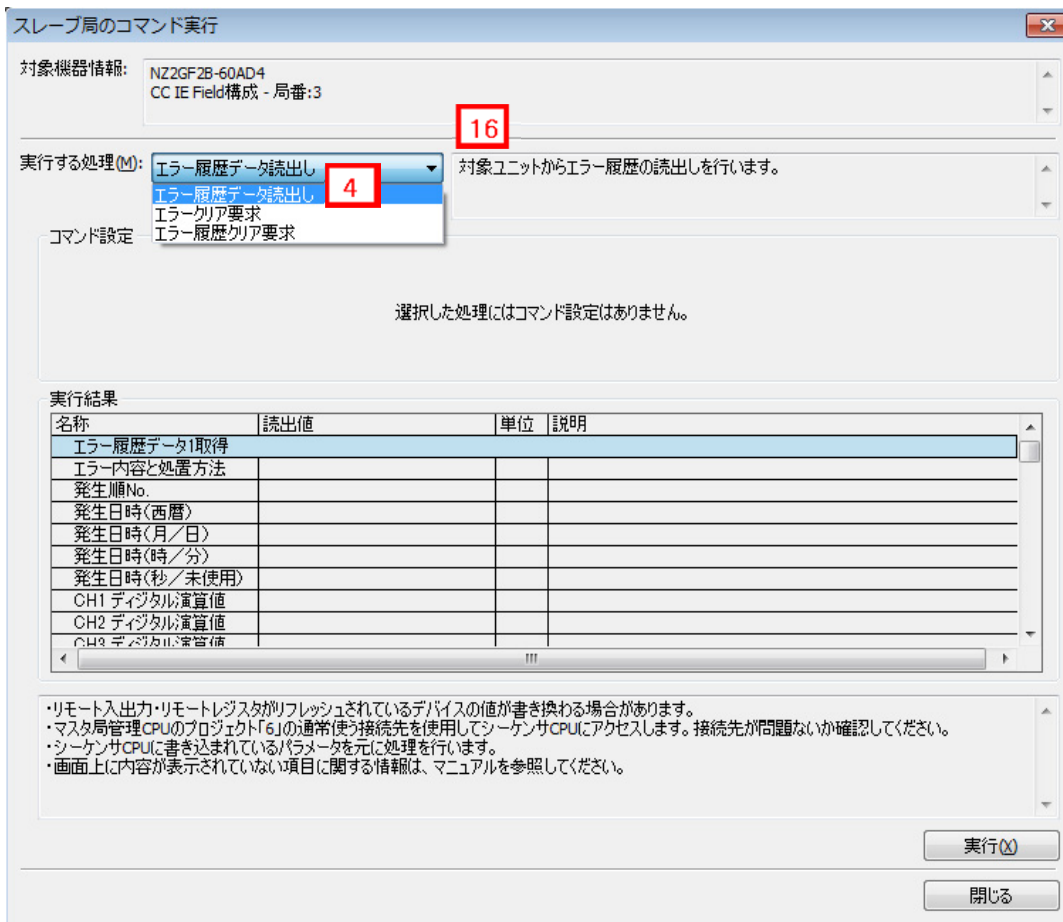 スレーブ局のコマンド実行
対象機器情報:
NZ2GF2B-60AD4
CC IE Field構成 - 局番:3
16
実行する処理(M):
エラー履歴データ読出し
対象ユニットからエラー履歴の読出しを行います。
エラー履歴データ読出し
4
エラークリア要求
エラー履歴クリア要求
コマンド設定
選択した処理にはコマンド設定はありません。
実行結果
名称 読出値 単位 説明
エラー履歴データ1取得
エラー内容と処置方法
発生順No.
発生日時(西暦)
発生日時(月/日)
発生日時(時/分)
発生日時(秒/未使用)
CH1 ディジタル演算値
CH2 ディジタル演算値
CH3 ディジタル演算値
・リモート入出力・リモートレジスタがリフレッシュされているデバイスの値が書き換わる場合があります。
・マスタ局管理CPUのプロジェクト「6」の通常使う接続先を使用してシーケンサCPUにアクセスします。接続先が問題ないか確認してください。
・シーケンサCPUに書き込まれているパラメータを元に処理を行います。
・画面上に内容が表示されていない項目に関する情報は、マニュアルを参照してください。
実行(X)
閉じる